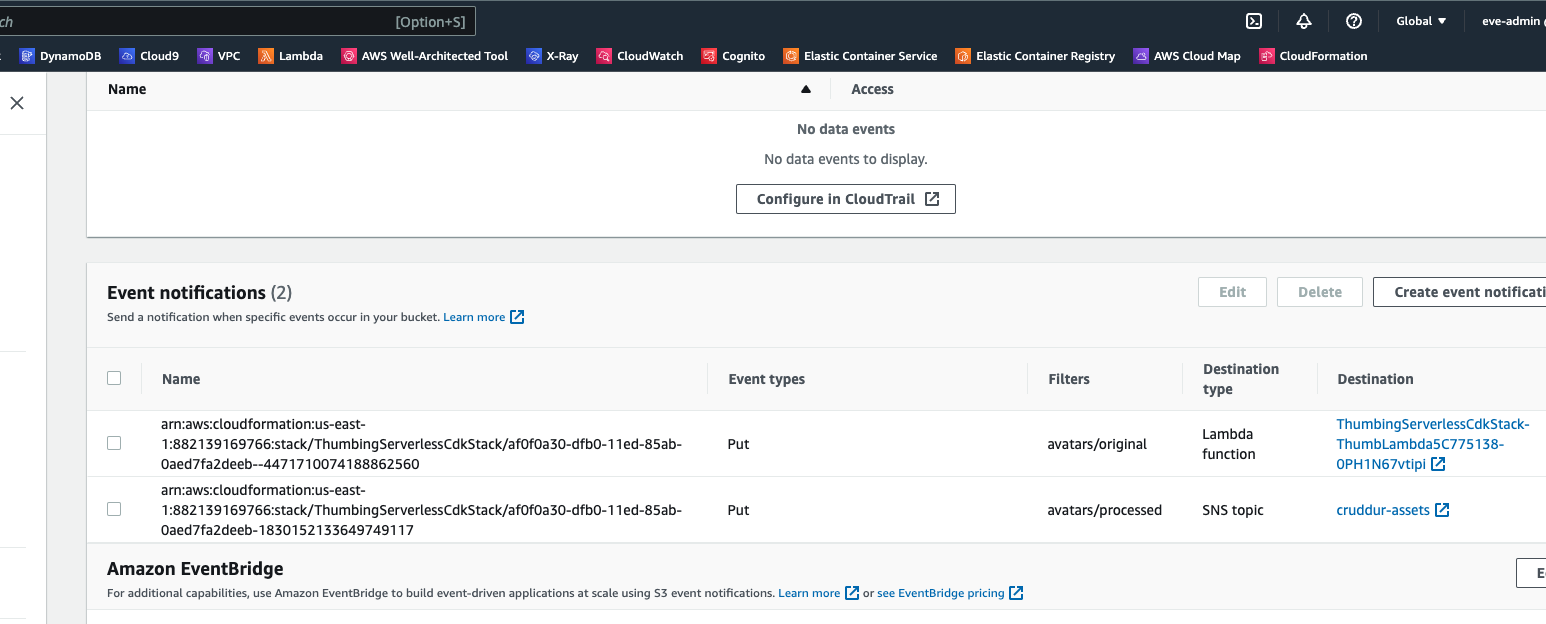 ch [Option+S] Global eve-admin
DynamoDB Cloud9 VPC Lambda AWS Well-Architected Tool X-Ray CloudWatch Cognito Elastic Container Service Elastic Container Registry AWS Cloud Map CloudFormation
Name Access
No data events
No data events to display.
Configure in CloudTrail
Event notifications (2) Edit Delete Create event notificati
Send a notification when specific events occur in your bucket. Learn more
Name Event types Filters Destination type Destination
arn:aws:cloudformation:us-east-
1:882139169766:stack/ThumbingServerlessCdkStack/af0f0a30-dfb0-11ed-85ab-
0aed7fa2deeb--4471710074188862560
Put
avatars/original
Lambda
function
ThumbingServerlessCdkStack-
ThumbLambda5C775138-
0PH1N67vtipi
arn:aws:cloudformation:us-east-
1:882139169766:stack/ThumbingServerlessCdkStack/af0f0a30-dfb0-11ed-85ab-
0aed7fa2deeb-1830152133649749117
Put
avatars/processed
SNS topic
cruddur-assets
Amazon EventBridge
For additional capabilities, use Amazon EventBridge to build event-driven applications at scale using S3 event notifications. Learn more or see EventBridge pricing